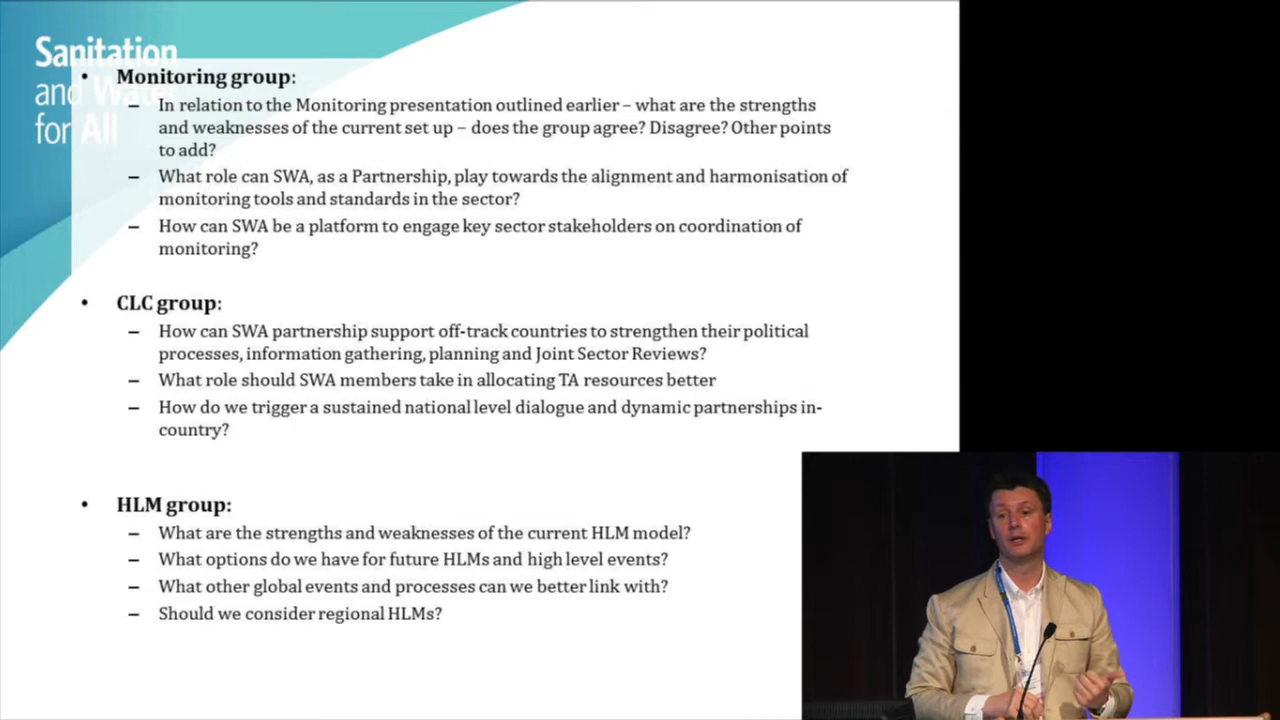 Sanitation
and Water
for All
• Monitoring group:
– In relation to the Monitoring presentation outlined earlier – what are the strengths
and weaknesses of the current set up – does the group agree? Disagree? Other points
to add?
– What role can SWA, as a Partnership, play towards the alignment and harmonisation of
monitoring tools and standards in the sector?
– How can SWA be a platform to engage key sector stakeholders on coordination of
monitoring?
• CLC group:
– How can SWA partnership support off-track countries to strengthen their political
processes, information gathering, planning and Joint Sector Reviews?
– What role should SWA members take in allocating TA resources better
– How do we trigger a sustained national level dialogue and dynamic partnerships in-
country?
• HLM group:
– What are the strengths and weaknesses of the current HLM model?
– What options do we have for future HLMs and high level events?
– What other global events and processes can we better link with?
– Should we consider regional HLMs?